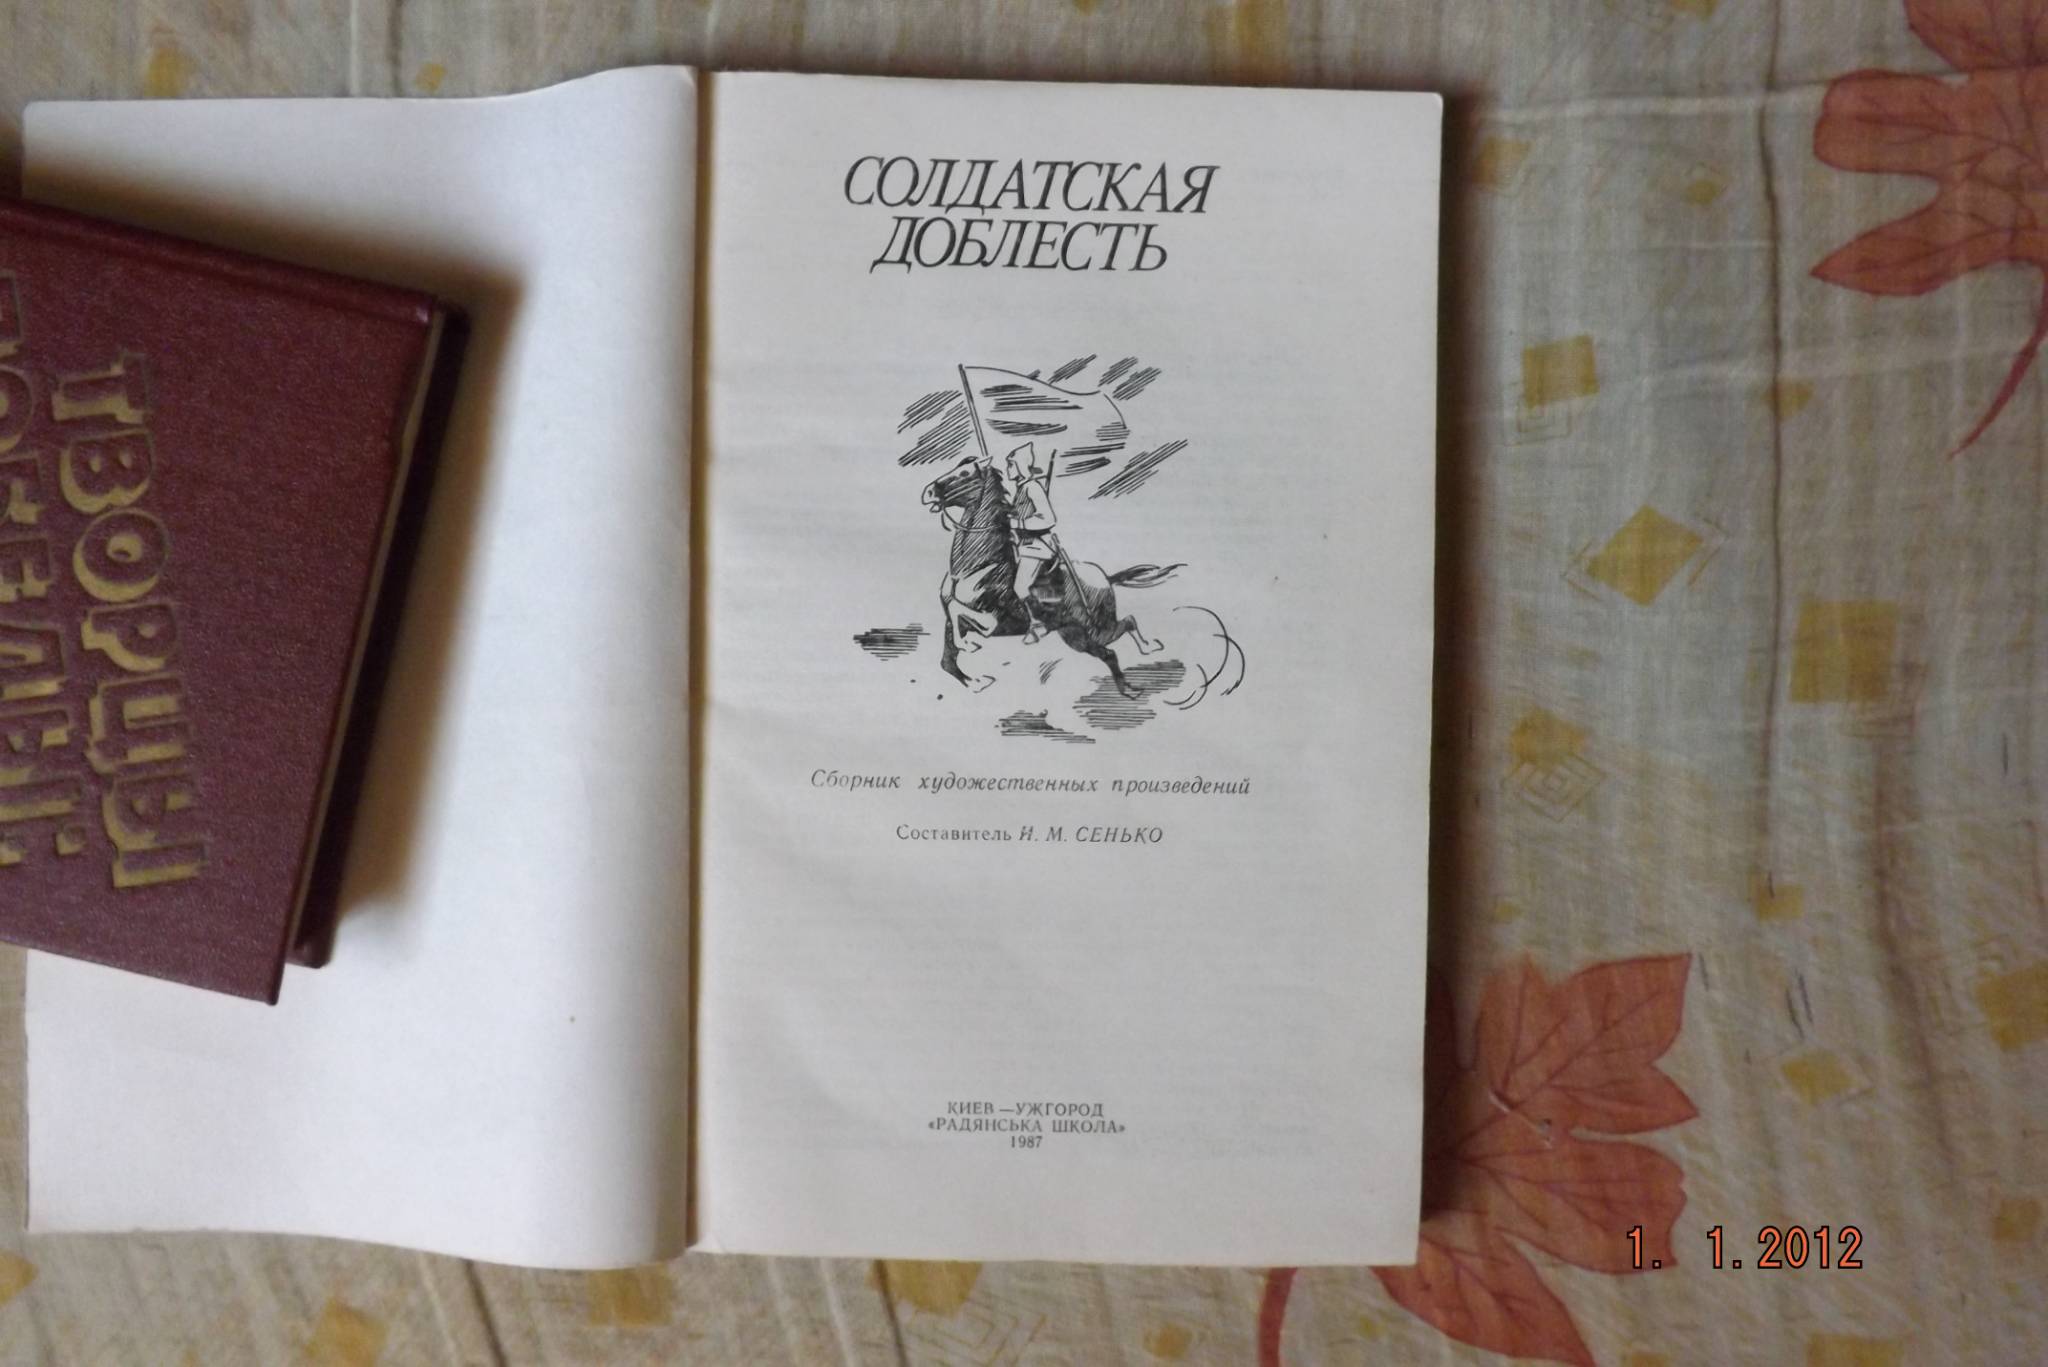 СОЛДАТСКАЯ
ДОБЛЕСТЬ
Сборник художественных произведений
Составитель И. М. СЕНЬКО
КИЕВ — УЖГОРОД
«РАДЯНСЬКА ШКОЛА»
1987
ТВОРЦЫ
1. 1.2012